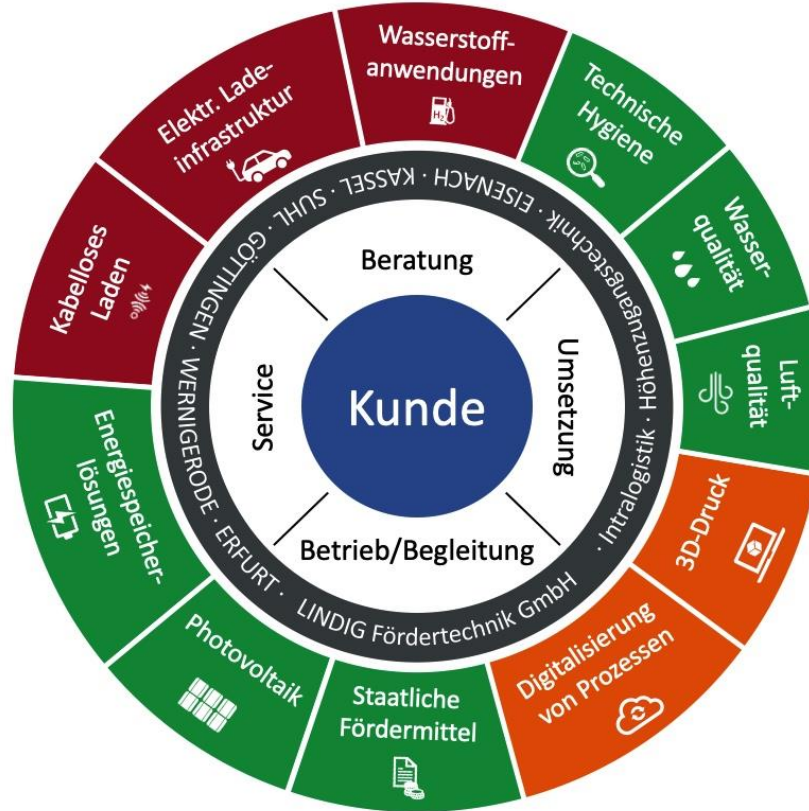 Wasserstoff-
anwendungen
H₂
Technische
Hygiene
Wasser-
qualität
Luft-
qualität
3D-Druck
Digitalisierung
von Prozessen
Staatliche
Fördermittel
Photovoltaik
Energiespeicher-
lösungen
Kabelloses
Laden
Elektr. Lade-
infrastruktur
LINDIG Fördertechnik GmbH
· Intralogistik · Höhenzugangstechnik · EISENACH · KASSEL · SUHL · GÖTTINGEN · WERNIGERODE · ERFURT ·
Beratung
Umsetzung
Betrieb/Begleitung
Service
Kunde